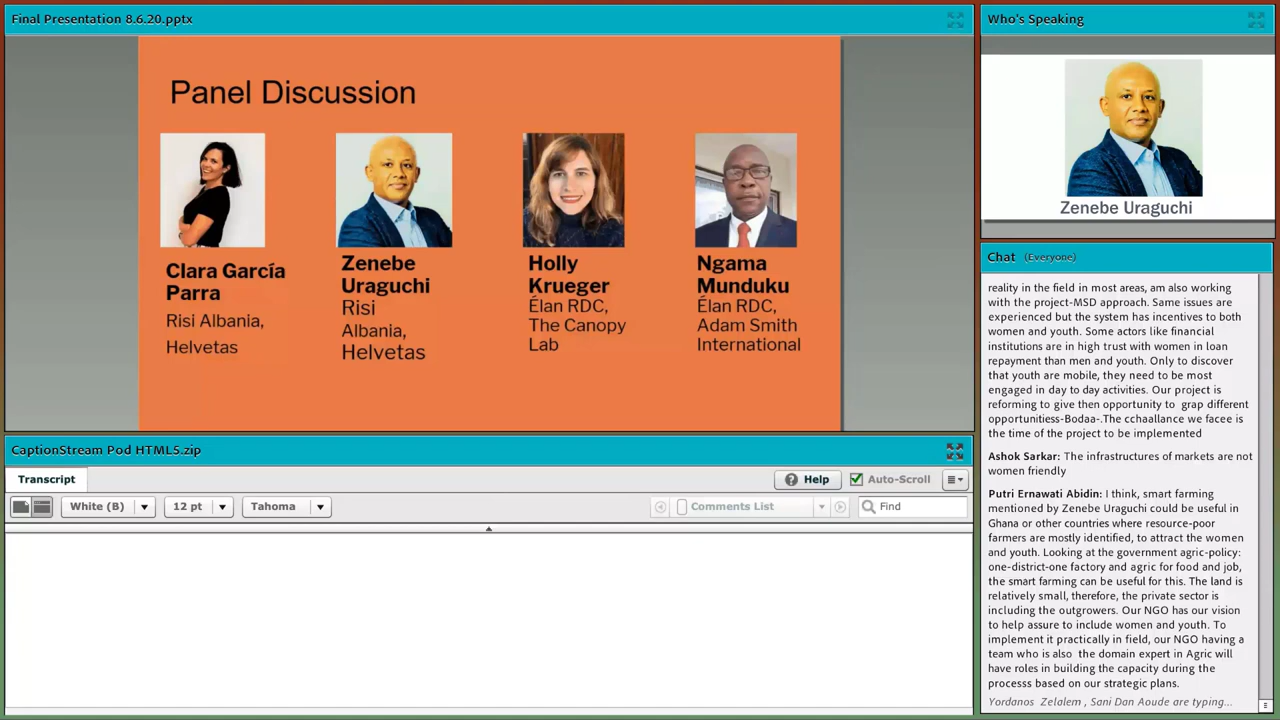 Final Presentation 8.6.20.pptx
Panel Discussion
Clara García
Parra
Risi Albania,
Helvetas
Zenebe
Uraguchi
Risi
Albania,
Helvetas
Holly
Krueger
Élan RDC,
The Canopy
Lab
Ngama
Munduku
Élan RDC,
Adam Smith
International
CaptionStream Pod HTML5.zip
Transcript
Help
Auto-Scroll
White (B)
12 pt
Tahoma
Comments List
Find
Who's Speaking
Zenebe Uraguchi
Chat (Everyone)
reality in the field in most areas, am also working
with the project-MSD approach. Same issues are
experienced but the system has incentives to both
women and youth. Some actors like financial
institutions are in high trust with women in loan
repayment than men and youth. Only to discover
that youth are mobile, they need to be most
engaged in day to day activities. Our project is
reforming to give then opportunity to grap different
opportunitiess-Bodaa-.The cchaallance we facee is
the time of the project to be implemented
Ashok Sarkar: The infrastructures of markets are not
women friendly
Putri Ernawati Abidin: I think, smart farming
mentioned by Zenebe Uraguchi could be useful in
Ghana or other countries where resource-poor
farmers are mostly identified, to attract the women
and youth. Looking at the government agric-policy:
one-district-one factory and agric for food and job,
the smart farming can be useful for this. The land is
relatively small, therefore, the private sector is
including the outgrowers. Our NGO has our vision
to help assure to include women and youth. To
implement it practically in field, our NGO having a
team who is also the domain expert in Agric will
have roles in building the capacity during the
processs based on our strategic plans.
Yordanos Zelalem , Sani Dan Aoude are typing...